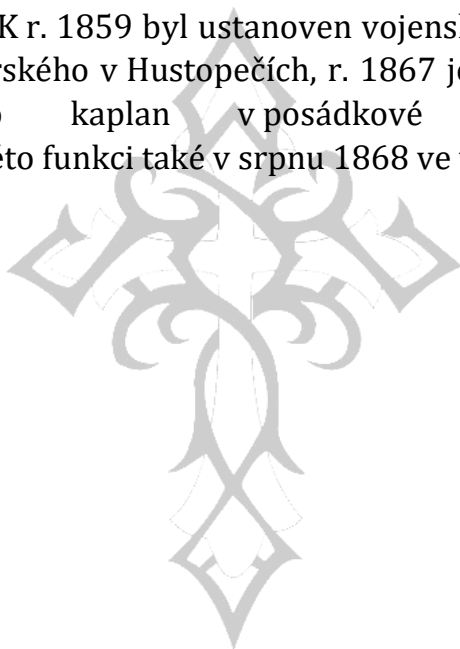 K r. 1859 byl ustanoven vojensk
rského v Hustopečích, r. 1867 j
kaplan v posádkové
éto funkci také v srpnu 1868 ve